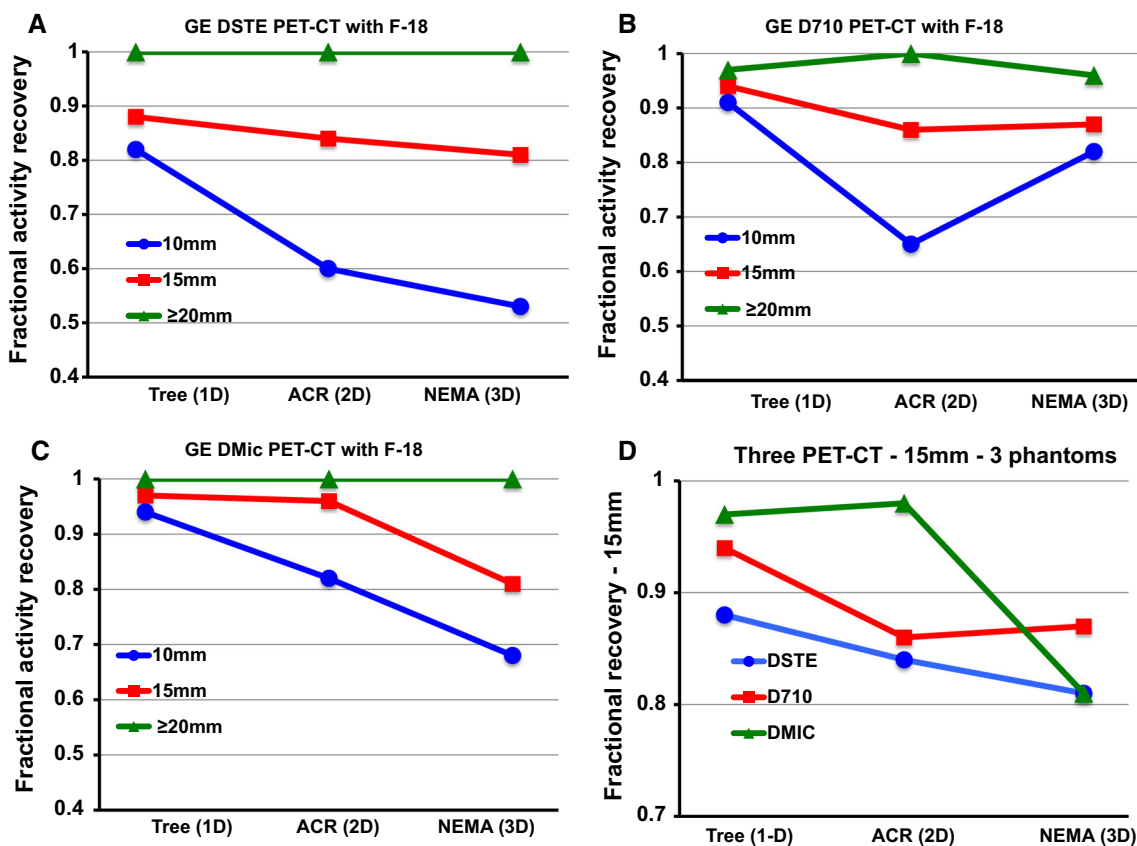 A
GE DSTE PET-CT with F-18
Fractional activity recovery
1
0.9
0.8
0.7
0.6
0.5
0.4
10mm
15mm
≥20mm
Tree (1D)
ACR (2D)
NEMA (3D)
B
GE D710 PET-CT with F-18
Fractional activity recovery
1
0.9
0.8
0.7
0.6
0.5
0.4
10mm
15mm
≥20mm
Tree (1D)
ACR (2D)
NEMA (3D)
C
GE DMic PET-CT with F-18
Fractional activity recovery
1
0.9
0.8
0.7
0.6
0.5
0.4
10mm
15mm
≥20mm
Tree (1D)
ACR (2D)
NEMA (3D)
D
Three PET-CT - 15mm - 3 phantoms
Fractional recovery - 15mm
1
0.9
0.8
0.7
DSTE
D710
DMIC
Tree (1-D)
ACR (2D)
NEMA (3D)